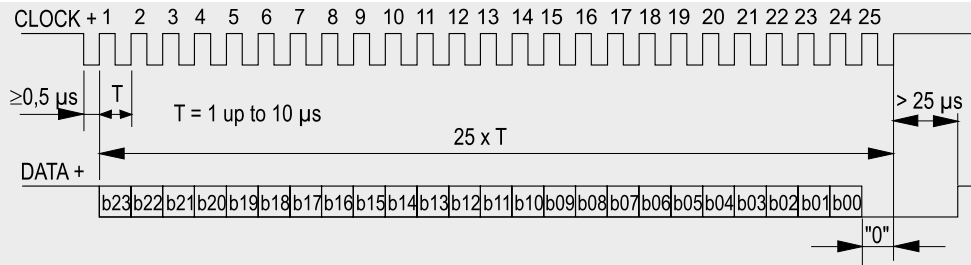 CLOCK + 1 2 3 4 5 6 7 8 9 10 11 12 13 14 15 16 17 18 19 20 21 22 23 24 25
≥0,5 µs T > 25 µs
T = 1 up to 10 µs
25 x T
DATA +
b23 b22 b21 b20 b19 b18 b17 b16 b15 b14 b13 b12 b11 b10 b09 b08 b07 b06 b05 b04 b03 b02 b01 b00
"0"